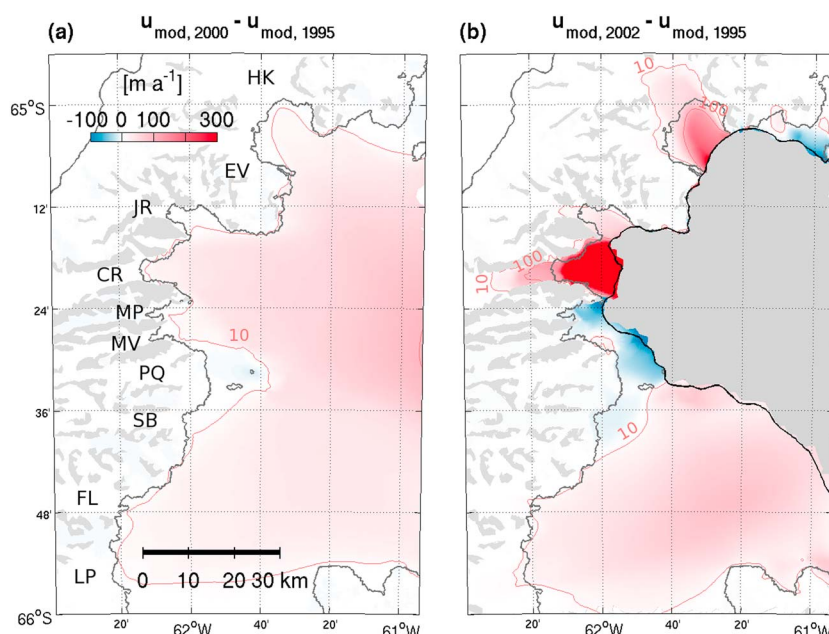 (a) u mod, 2000 - u mod, 1995
(b) u mod, 2002 - u mod, 1995
[m a⁻¹]
-100 0 100 300
HK
EV
JR
CR
MP
MV
PQ
SB
FL
LP
10
0 10 20 30 km
10
100
100
10
10
65°S
12'
24'
36'
48'
66°S
20' 62°W 40' 20' 61°W
20' 62°W 40' 20' 61°W